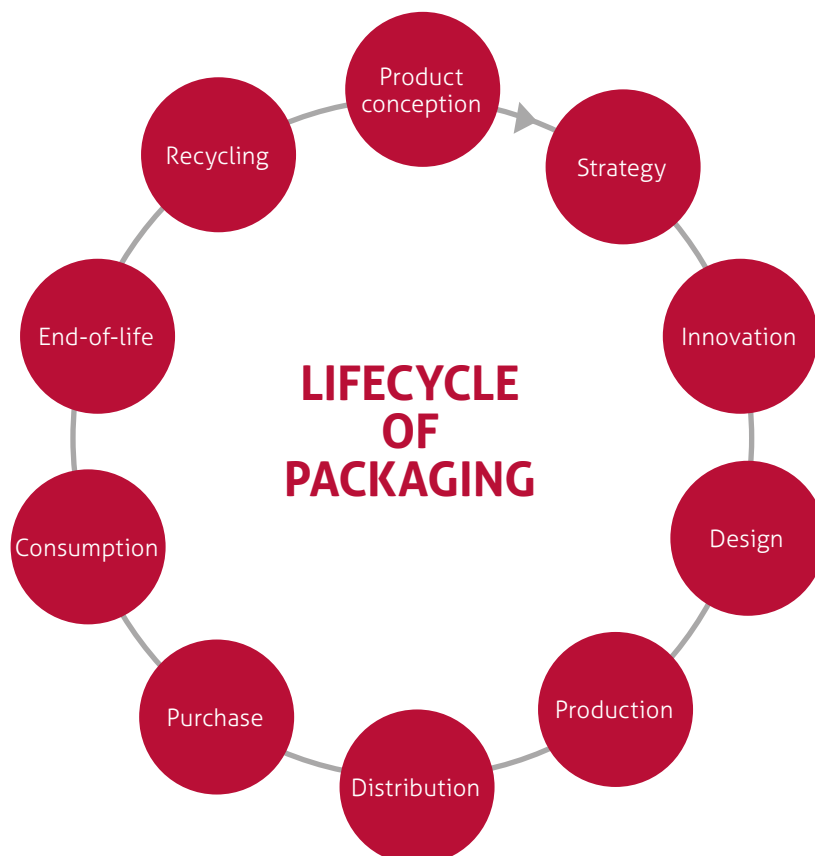 Product
conception
Strategy
Innovation
Design
Production
Distribution
Purchase
Consumption
End-of-life
Recycling
LIFECYCLE
OF
PACKAGING